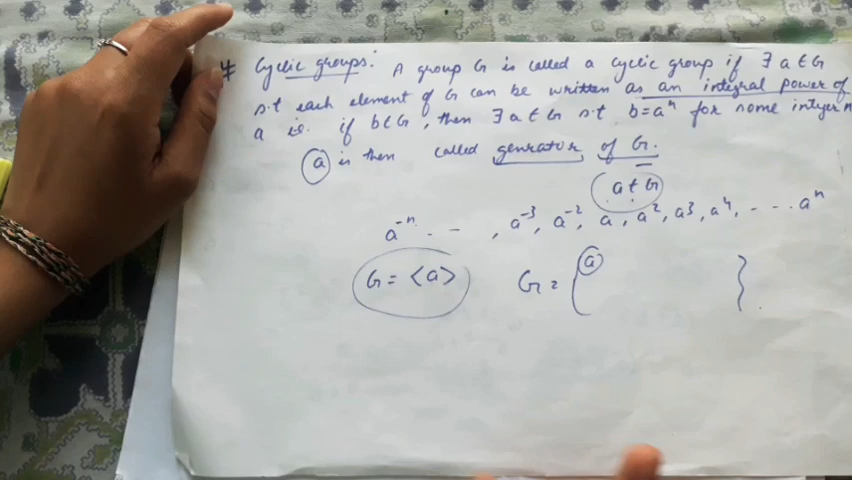 # Cyclic groups: A group G is called a cyclic group if ∃ a ∈ G
s.t each element of G can be written as an integral power of
a i.e. if b ∈ G, then ∃ a ∈ G s.t b = aⁿ for some integer n
a is then called genrator of G.
a ∈ G
a⁻ⁿ - - , a⁻³, a⁻², a, a², a³, a⁴, - - - . aⁿ
G = <a> G = { a }